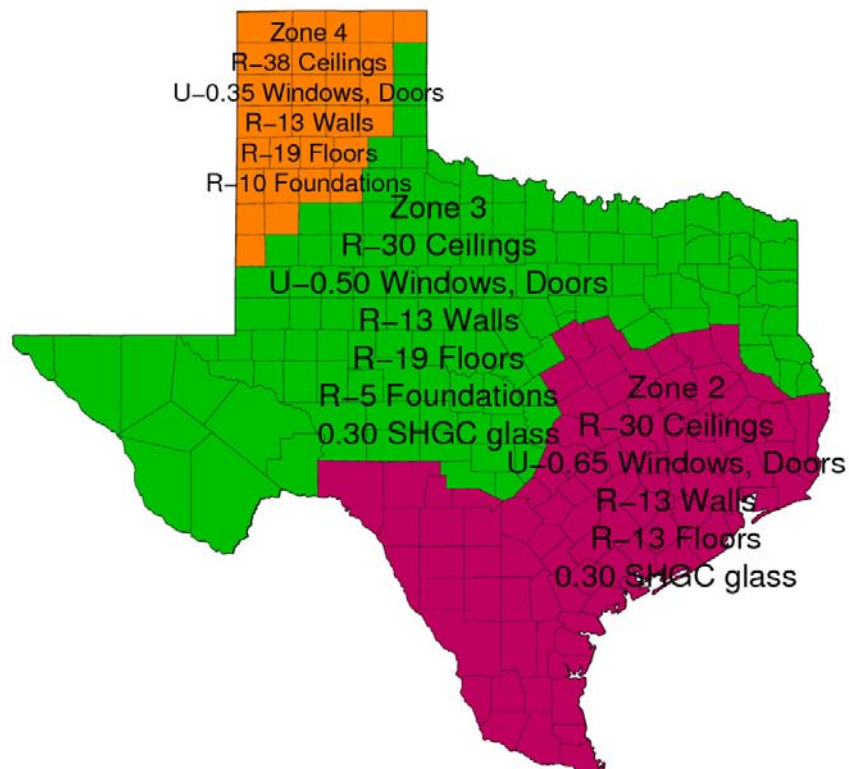 Zone 4
R-38 Ceilings
U-0.35 Windows, Doors
R-13 Walls
R-19 Floors
R-10 Foundations
Zone 3
R-30 Ceilings
U-0.50 Windows, Doors
R-13 Walls
R-19 Floors
R-5 Foundations
0.30 SHGC glass
Zone 2
R-30 Ceilings
U-0.65 Windows, Doors
R-13 Walls
R-13 Floors
0.30 SHGC glass